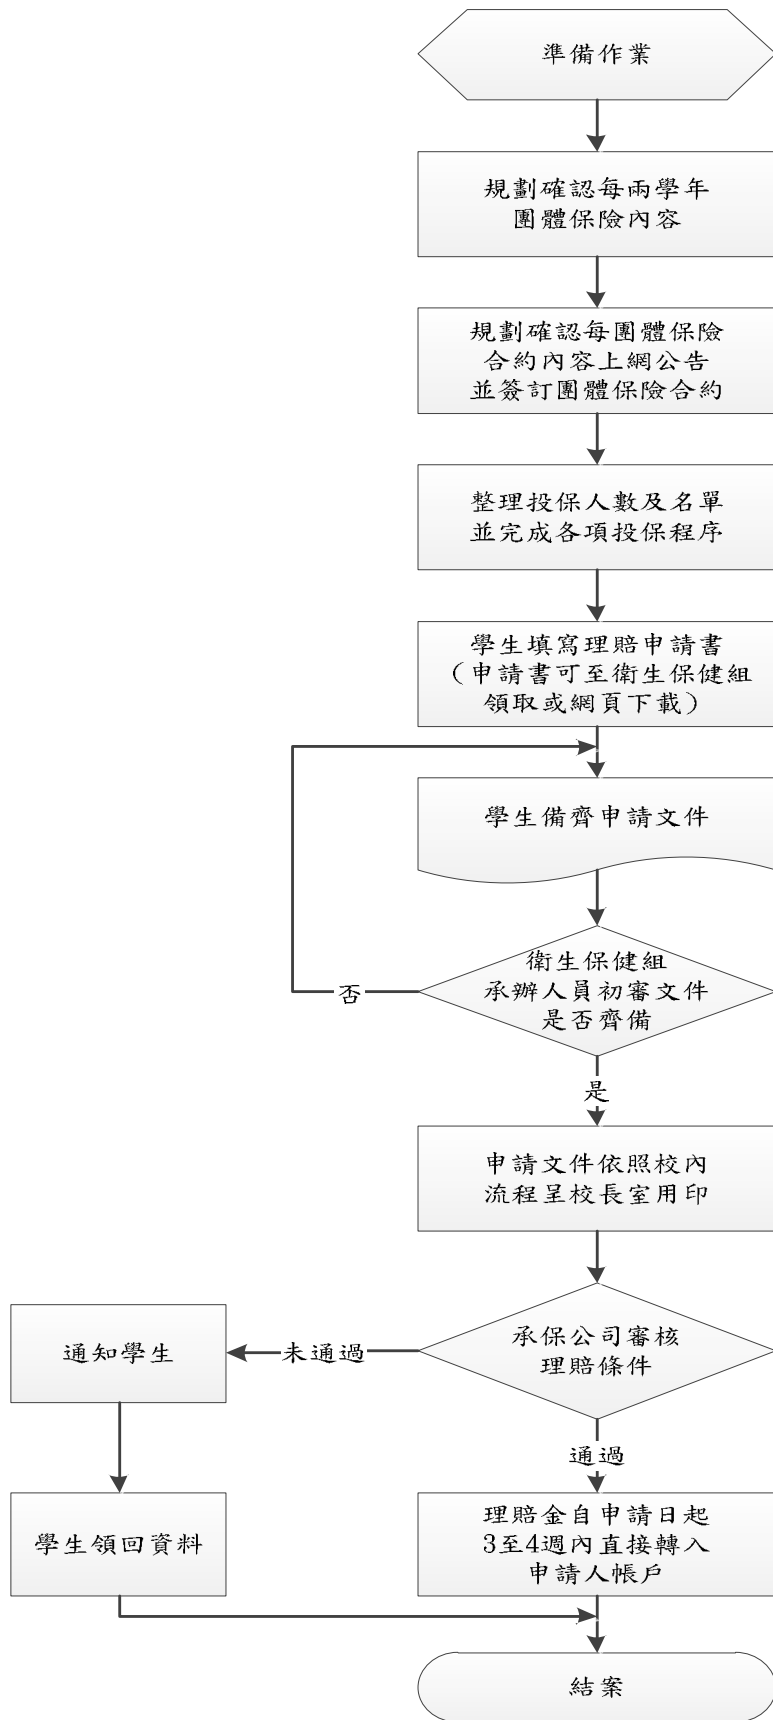 準備作業
規劃確認每兩學年
團體保險內容
規劃確認每團體保險
合約內容上網公告
並簽訂團體保險合約
整理投保人數及名單
並完成各項投保程序
學生填寫理賠申請書
（申請書可至衛生保健組
領取或網頁下載）
學生備齊申請文件
衛生保健組
承辦人員初審文件
是否齊備
否
是
申請文件依照校內
流程呈校長室用印
承保公司審核
理賠條件
未通過
通知學生
通過
學生領回資料
理賠金自申請日起
3至4週內直接轉入
申請人帳戶
結案